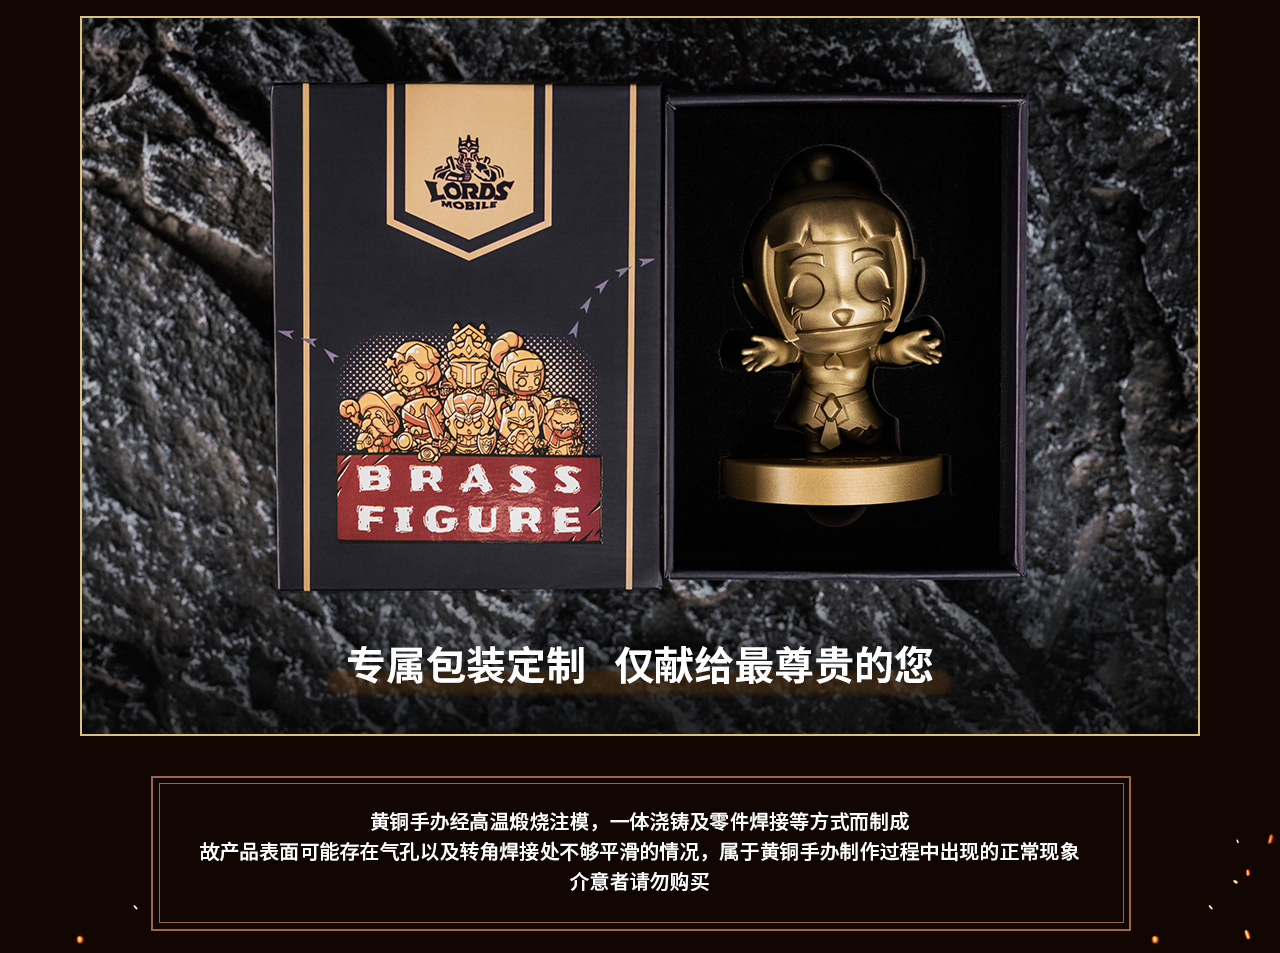 LORDS
MOBILE
BRASS
FIGURE
专属包装定制 仅献给最尊贵的您
黄铜手办经高温煅烧注模，一体浇铸及零件焊接等方式而制成
故产品表面可能存在气孔以及转角焊接处不够平滑的情况，属于黄铜手办制作过程中出现的正常现象
介意者请勿购买